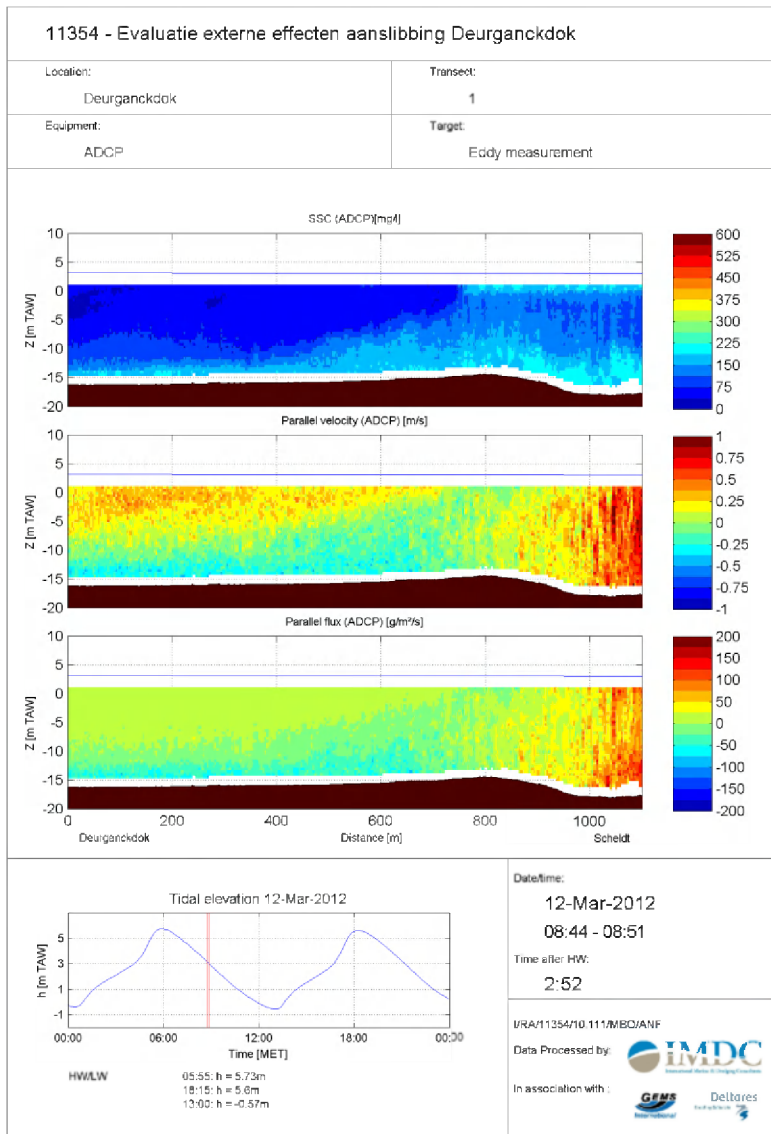 11354 - Evaluatie externe effecten aanslibbing Deurganckdok
Location:
Deurganckdok
Transect:
1
Equipment:
ADCP
Target:
Eddy measurement
SSC (ADCP)[mg/l]
10
5
0
-5
-10
-15
-20
Z [m TAW]
600
525
450
375
300
225
150
75
0
Parallel velocity (ADCP) [m/s]
10
5
0
-5
-10
-15
-20
Z [m TAW]
1
0.75
0.5
0.25
0
-0.25
-0.5
-0.75
-1
Parallel flux (ADCP) [g/m²/s]
10
5
0
-5
-10
-15
-20
Z [m TAW]
200
150
100
50
0
-50
-100
-150
-200
0 200 400 600 800 1000
Deurganckdok Distance [m] Scheldt
Tidal elevation 12-Mar-2012
h [m TAW]
5
3
1
-1
00:00 06:00 12:00 18:00 00:00
Time [MET]
HW/LW
05:55: h = 5.73m
18:15: h = 5.6m
13:00: h = -0.57m
Date/time:
12-Mar-2012
08:44 - 08:51
Time after HW:
2:52
I/RA/11354/10.111/MBO/ANF
Data Processed by:
IMDC
In association with :
GEMS
International
Deltares